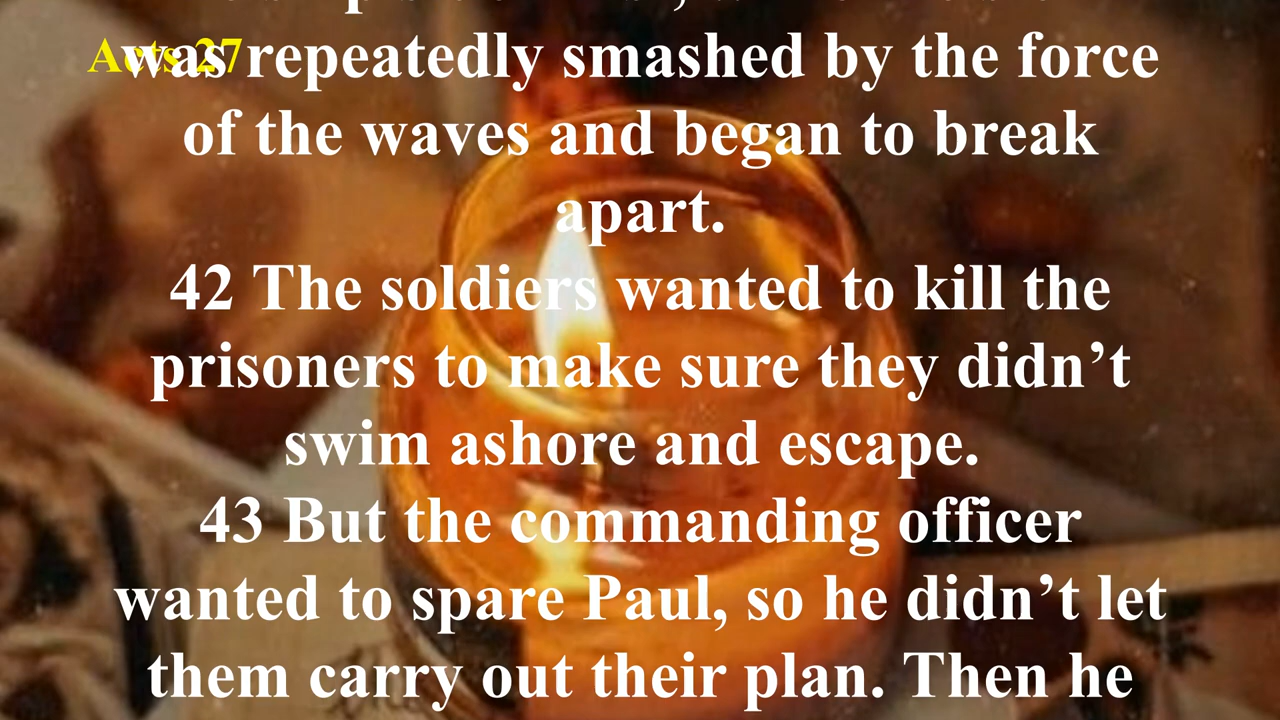 Acts 27
was repeatedly smashed by the force
of the waves and began to break
apart.
42 The soldiers wanted to kill the
prisoners to make sure they didn’t
swim ashore and escape.
43 But the commanding officer
wanted to spare Paul, so he didn’t let
them carry out their plan. Then he